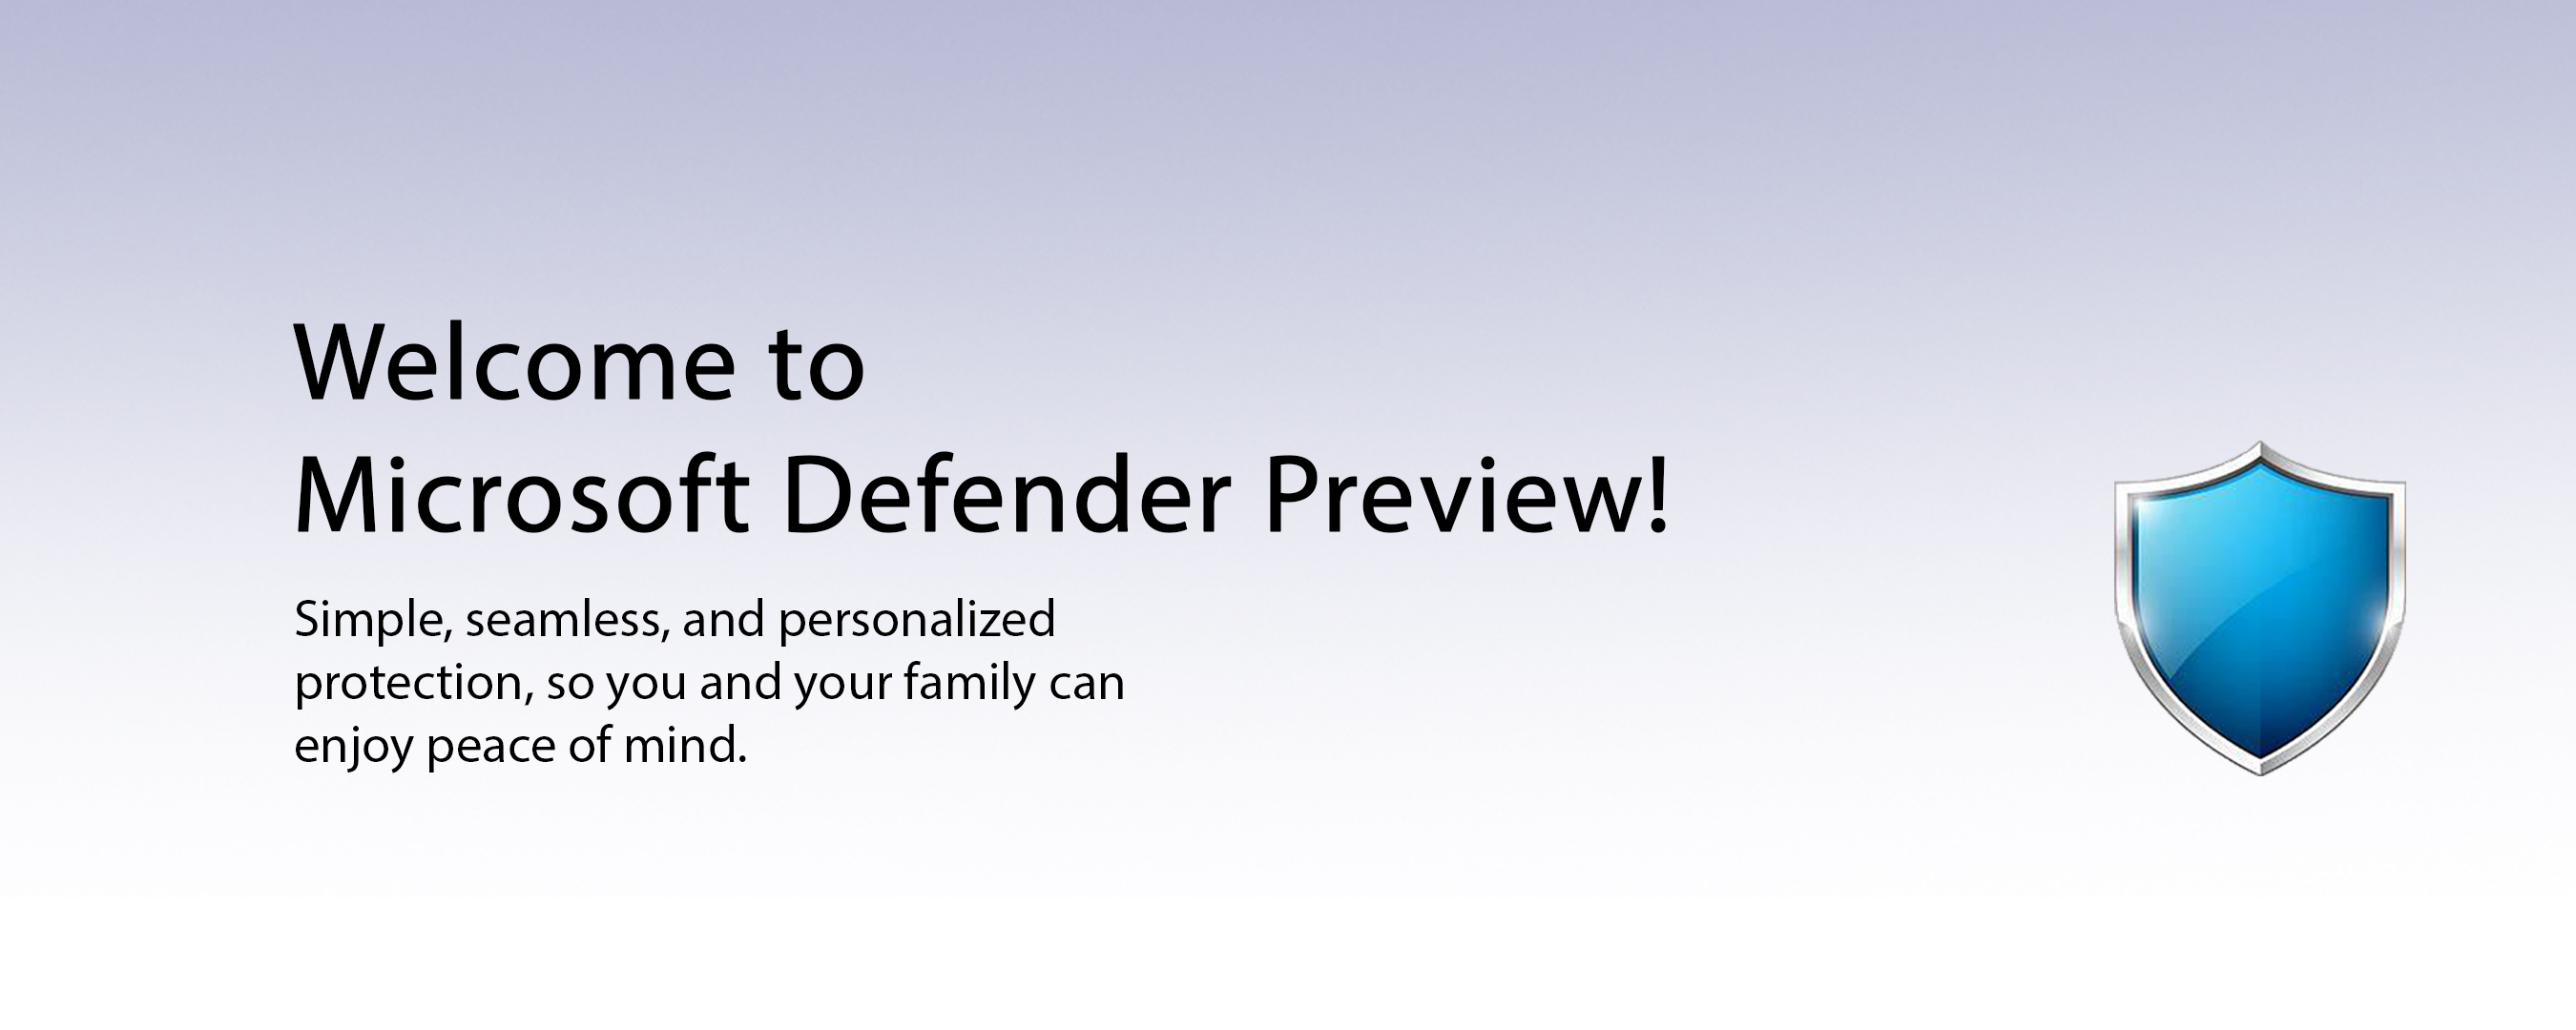 Welcome to
Microsoft Defender Preview!
Simple, seamless, and personalized
protection, so you and your family can
enjoy peace of mind.